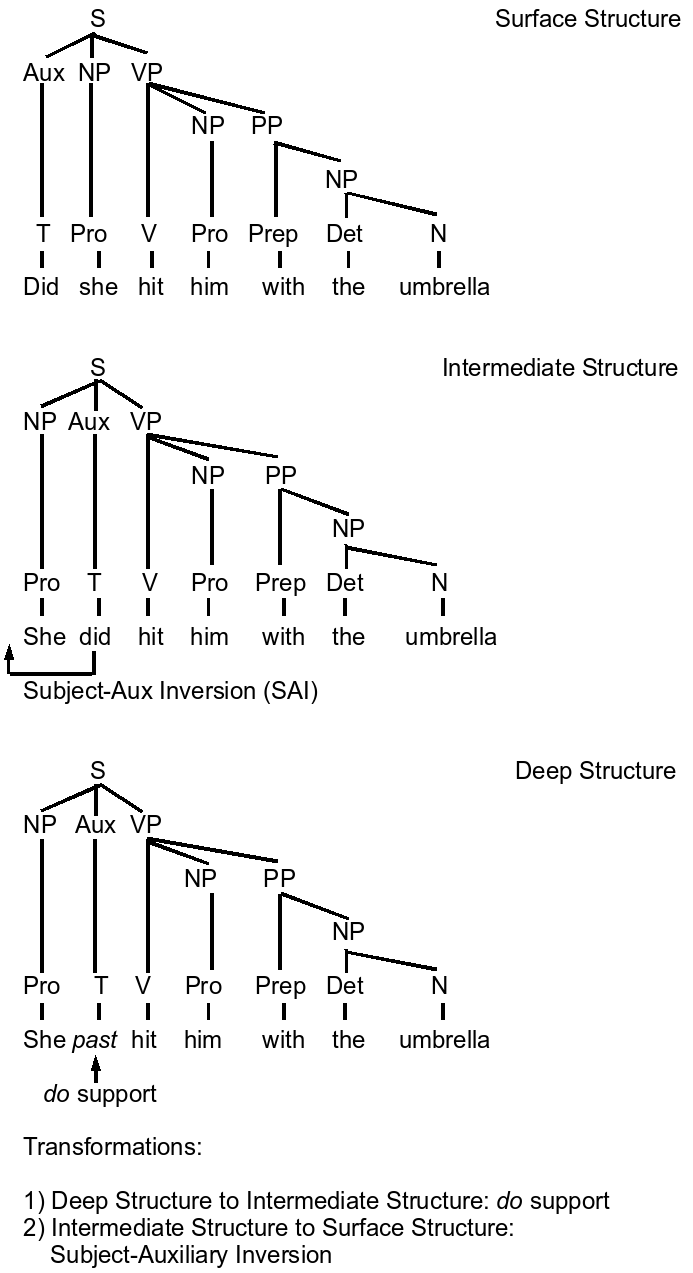 S Surface Structure
Aux NP VP
NP PP
NP
T Pro V Pro Prep Det N
Did she hit him with the umbrella
S Intermediate Structure
NP Aux VP
NP PP
NP
Pro T V Pro Prep Det N
She did hit him with the umbrella
Subject-Aux Inversion (SAI)
S Deep Structure
NP Aux VP
NP PP
NP
Pro T V Pro Prep Det N
She past hit him with the umbrella
do support
Transformations:
1) Deep Structure to Intermediate Structure: do support
2) Intermediate Structure to Surface Structure:
Subject-Auxiliary Inversion